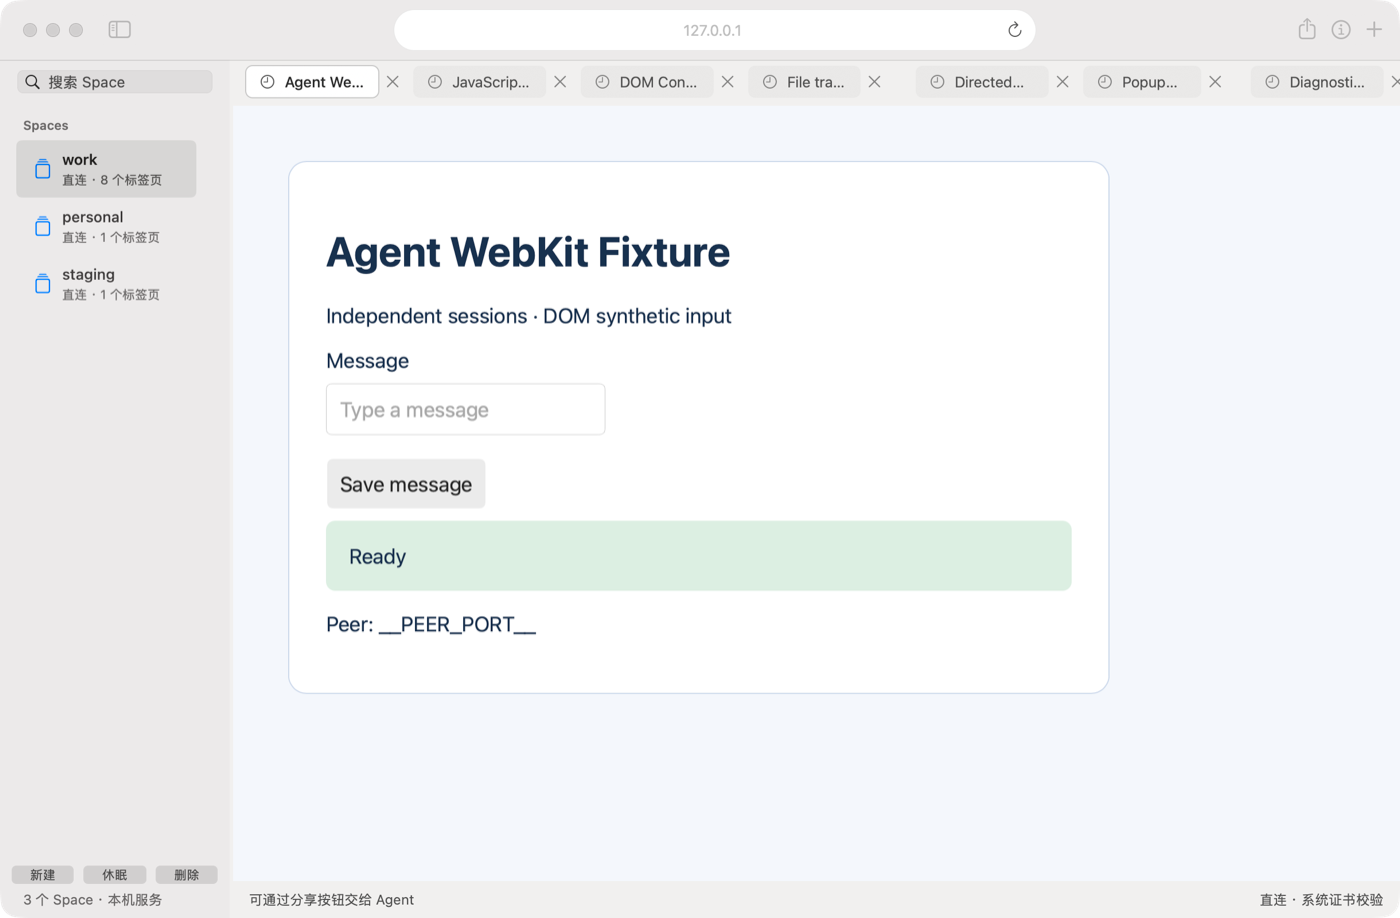 127.0.0.1
搜索 Space
Agent We...
JavaScrip...
DOM Con...
File tra...
Directed...
Popup...
Diagnosti...
Spaces
work
直连 · 8 个标签页
personal
直连 · 1 个标签页
staging
直连 · 1 个标签页
Agent WebKit Fixture
Independent sessions · DOM synthetic input
Message
Type a message
Save message
Ready
Peer: __PEER_PORT__
新建
休眠
删除
3 个 Space · 本机服务
可通过分享按钮交给 Agent
直连 · 系统证书校验